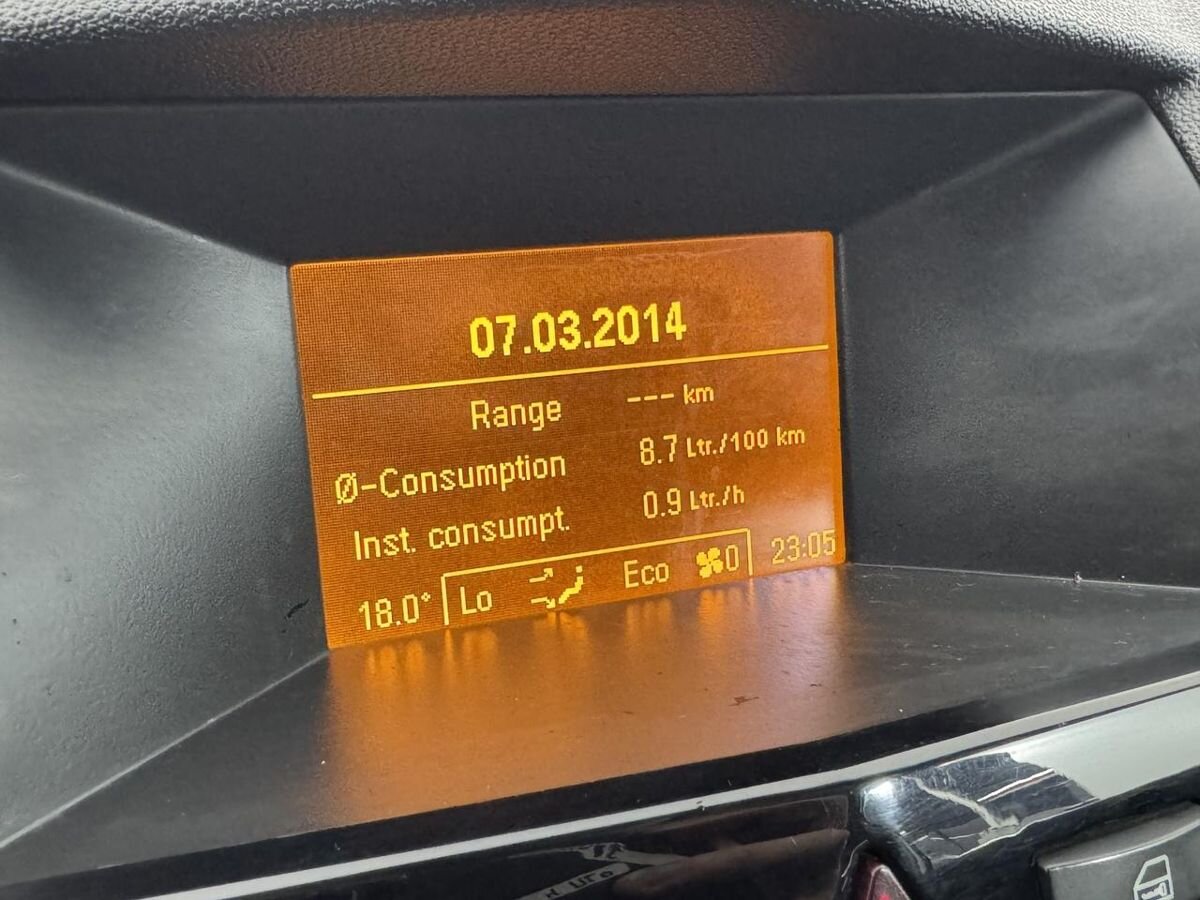 07.03.2014
Range --- km
Ø-Consumption 8.7 Ltr./100 km
Inst. consumpt. 0.9 Ltr./h
18.0° Lo Eco 0 23:05